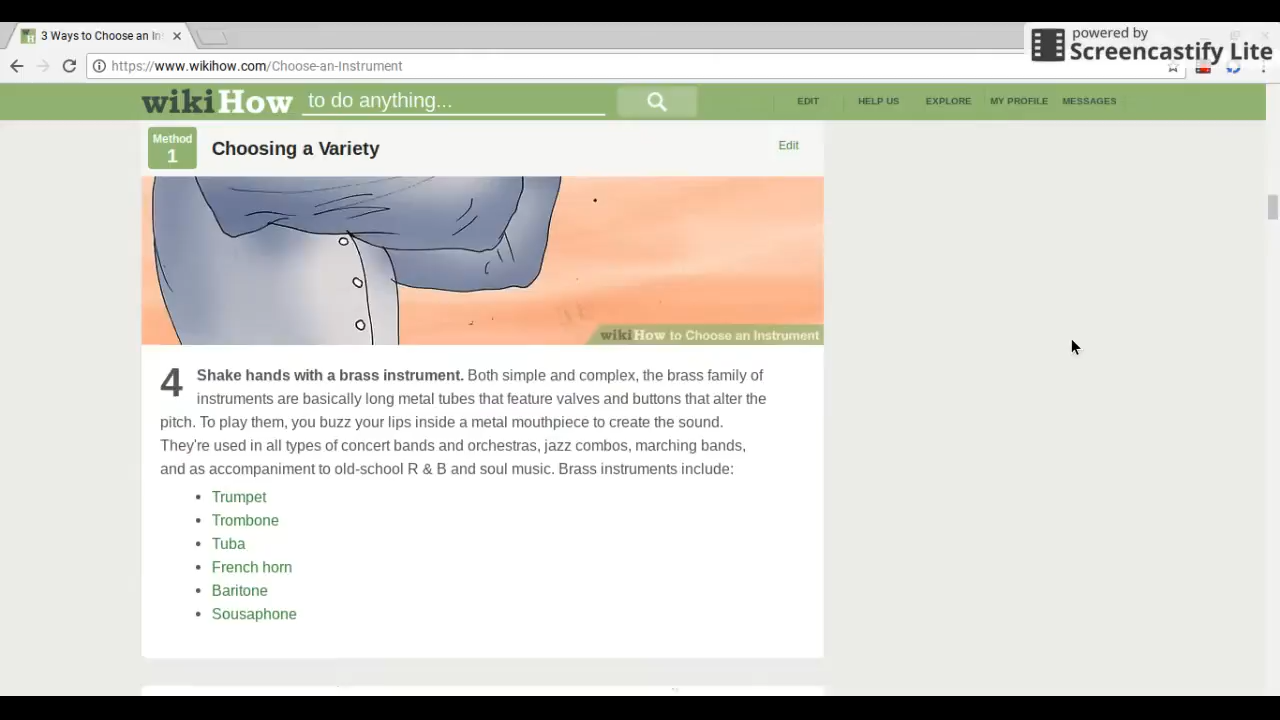 3 Ways to Choose an In
powered by
Screencastify Lite
https://www.wikihow.com/Choose-an-Instrument
wikiHow to do anything...
EDIT HELP US EXPLORE MY PROFILE MESSAGES
Method
1
Choosing a Variety
Edit
wikiHow to Choose an Instrument
4 Shake hands with a brass instrument. Both simple and complex, the brass family of
instruments are basically long metal tubes that feature valves and buttons that alter the
pitch. To play them, you buzz your lips inside a metal mouthpiece to create the sound.
They're used in all types of concert bands and orchestras, jazz combos, marching bands,
and as accompaniment to old-school R & B and soul music. Brass instruments include:
• Trumpet
• Trombone
• Tuba
• French horn
• Baritone
• Sousaphone